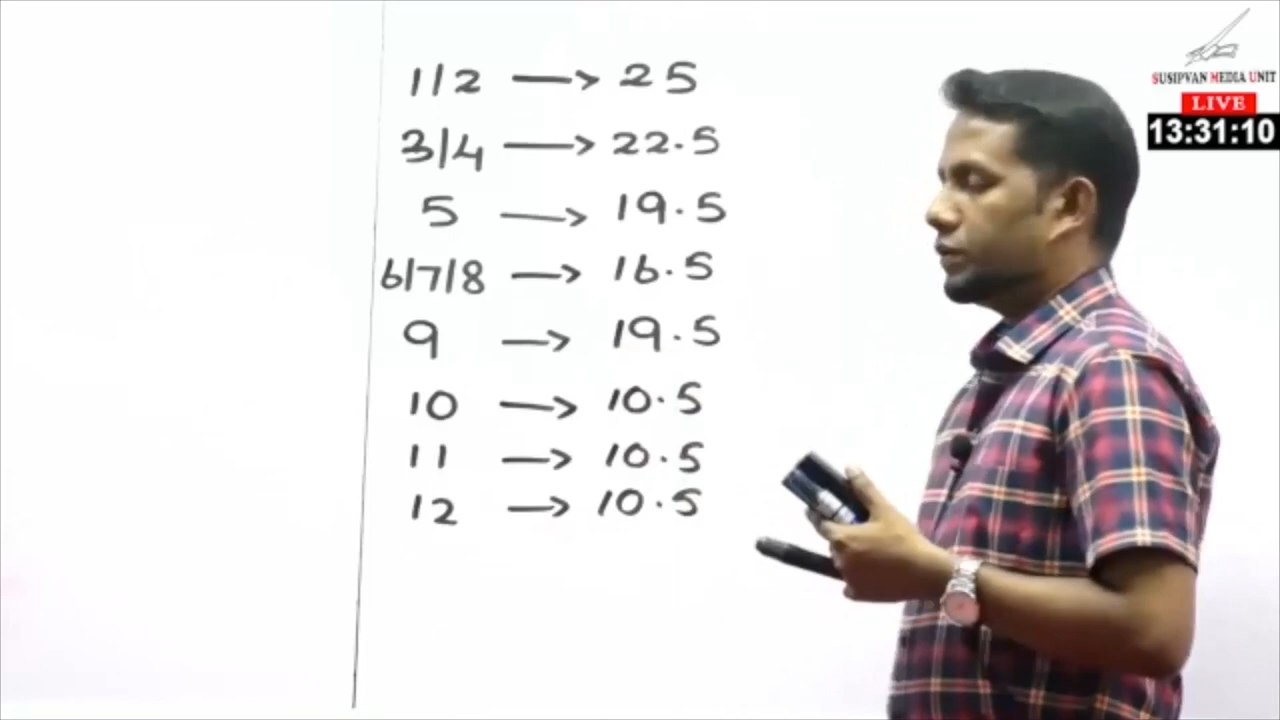 1/2 → 25
3/4 → 22.5
5 → 19.5
6/7/8 → 16.5
9 → 19.5
10 → 10.5
11 → 10.5
12 → 10.5
SUSIPVAN MEDIA UNIT
LIVE
13:31:10